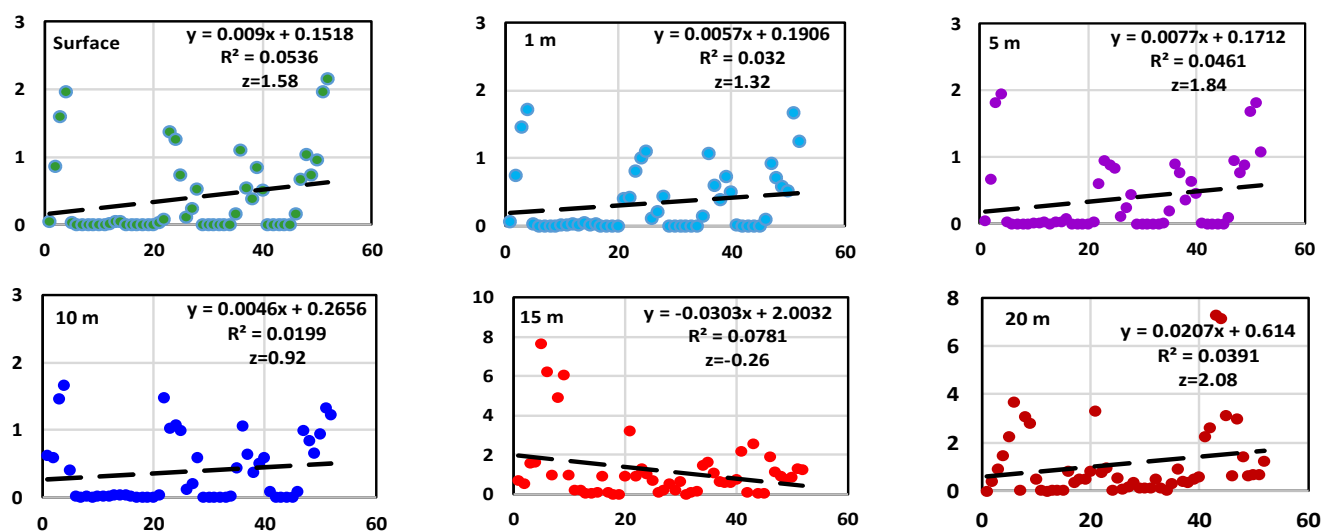 3
Surface
y = 0.009x + 0.1518
R² = 0.0536
z=1.58
2
1
0
0
20
40
60
3
1 m
y = 0.0057x + 0.1906
R² = 0.032
z=1.32
2
1
0
0
20
40
60
3
5 m
y = 0.0077x + 0.1712
R² = 0.0461
z=1.84
2
1
0
0
20
40
60
3
10 m
y = 0.0046x + 0.2656
R² = 0.0199
z=0.92
2
1
0
0
20
40
60
10
15 m
y = -0.0303x + 2.0032
R² = 0.0781
z=-0.26
8
6
4
2
0
0
20
40
60
8
20 m
y = 0.0207x + 0.614
R² = 0.0391
z=2.08
6
4
2
0
0
20
40
60